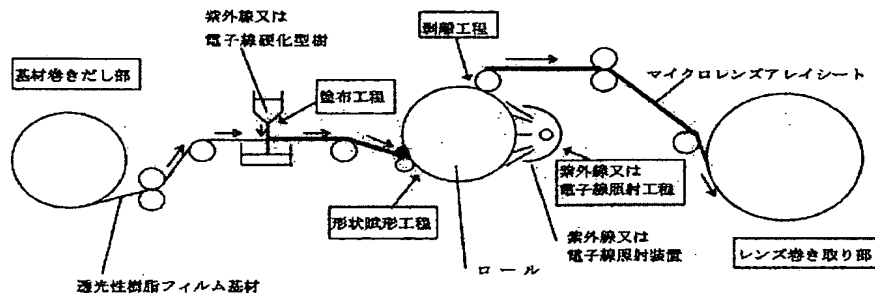 紫外線又は
電子線硬化型樹
剥離工程
基材巻きだし部
塗布工程
マイクロレンズアレイシート
紫外線又は
電子線照射工程
形状賦形工程
紫外線又は
電子線照射装置
ロール
レンズ巻き取り部
透光性樹脂フィルム基材